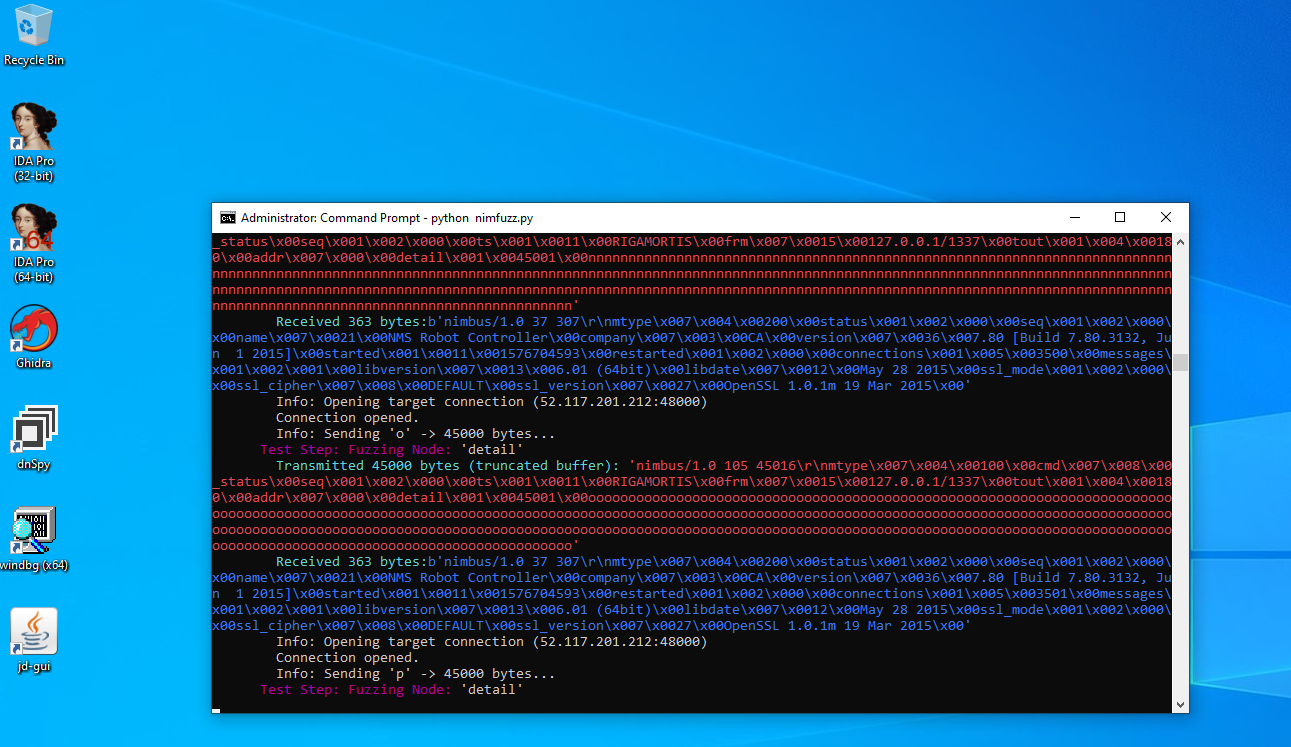 Recycle Bin
IDA Pro
(32-bit)
64
IDA Pro
(64-bit)
Ghidra
dnSpy
windbg (x64)
jd-gui
Administrator: Command Prompt - python  nimfuzz.py
_status\x00seq\x001\x002\x000\x00ts\x001\x0011\x00RIGAMORTIS\x00frm\x007\x0015\x00127.0.0.1/1337\x00tout\x001\x004\x0018
0\x00addr\x007\x000\x00detail\x001\x0045001\x00nnnnnnnnnnnnnnnnnnnnnnnnnnnnnnnnnnnnnnnnnnnnnnnnnnnnnnnnnnnnnnnnnnnnnnnnn
nnnnnnnnnnnnnnnnnnnnnnnnnnnnnnnnnnnnnnnnnnnnnnnnnnnnnnnnnnnnnnnnnnnnnnnnnnnnnnnnnnnnnnnnnnnnnnnnnnnnnnnnnnnnnnnnnnnnnnnn
nnnnnnnnnnnnnnnnnnnnnnnnnnnnnnnnnnnnnnnnnnnnnnnnnnnnnnnnnnnnnnnnnnnnnnnnnnnnnnnnnnnnnnnnnnnnnnnnnnnnnnnnnnnnnnnnnnnnnnnn
nnnnnnnnnnnnnnnnnnnnnnnnnnnnnnnnnnnnnnnnnnnnn'
Received 363 bytes:b'nimbus/1.0 37 307\r\nmtype\x007\x004\x00200\x00status\x001\x002\x000\x00seq\x001\x002\x000\
x00name\x007\x0021\x00NMS Robot Controller\x00company\x007\x003\x00CA\x00version\x007\x0036\x007.80 [Build 7.80.3132, Ju
n  1 2015]\x00started\x001\x0011\x001576704593\x00restarted\x001\x002\x000\x00connections\x001\x005\x003500\x00messages\
x001\x002\x001\x00libversion\x007\x0013\x006.01 (64bit)\x00libdate\x007\x0012\x00May 28 2015\x00ssl_mode\x001\x002\x000\
x00ssl_cipher\x007\x008\x00DEFAULT\x00ssl_version\x007\x0027\x00OpenSSL 1.0.1m 19 Mar 2015\x00'
Info: Opening target connection (52.117.201.212:48000)
Connection opened.
Info: Sending 'o' -> 45000 bytes...
Test Step: Fuzzing Node: 'detail'
Transmitted 45000 bytes (truncated buffer): 'nimbus/1.0 105 45016\r\nmtype\x007\x004\x00100\x00cmd\x007\x008\x00
_status\x00seq\x001\x002\x000\x00ts\x001\x0011\x00RIGAMORTIS\x00frm\x007\x0015\x00127.0.0.1/1337\x00tout\x001\x004\x0018
0\x00addr\x007\x000\x00detail\x001\x0045001\x00ooooooooooooooooooooooooooooooooooooooooooooooooooooooooooooooooooooooooo
oooooooooooooooooooooooooooooooooooooooooooooooooooooooooooooooooooooooooooooooooooooooooooooooooooooooooooooooooooooooo
oooooooooooooooooooooooooooooooooooooooooooooooooooooooooooooooooooooooooooooooooooooooooooooooooooooooooooooooooooooooo
ooooooooooooooooooooooooooooooooooooooooooooo'
Received 363 bytes:b'nimbus/1.0 37 307\r\nmtype\x007\x004\x00200\x00status\x001\x002\x000\x00seq\x001\x002\x000\
x00name\x007\x0021\x00NMS Robot Controller\x00company\x007\x003\x00CA\x00version\x007\x0036\x007.80 [Build 7.80.3132, Ju
n  1 2015]\x00started\x001\x0011\x001576704593\x00restarted\x001\x002\x000\x00connections\x001\x005\x003501\x00messages\
x001\x002\x001\x00libversion\x007\x0013\x006.01 (64bit)\x00libdate\x007\x0012\x00May 28 2015\x00ssl_mode\x001\x002\x000\
x00ssl_cipher\x007\x008\x00DEFAULT\x00ssl_version\x007\x0027\x00OpenSSL 1.0.1m 19 Mar 2015\x00'
Info: Opening target connection (52.117.201.212:48000)
Connection opened.
Info: Sending 'p' -> 45000 bytes...
Test Step: Fuzzing Node: 'detail'